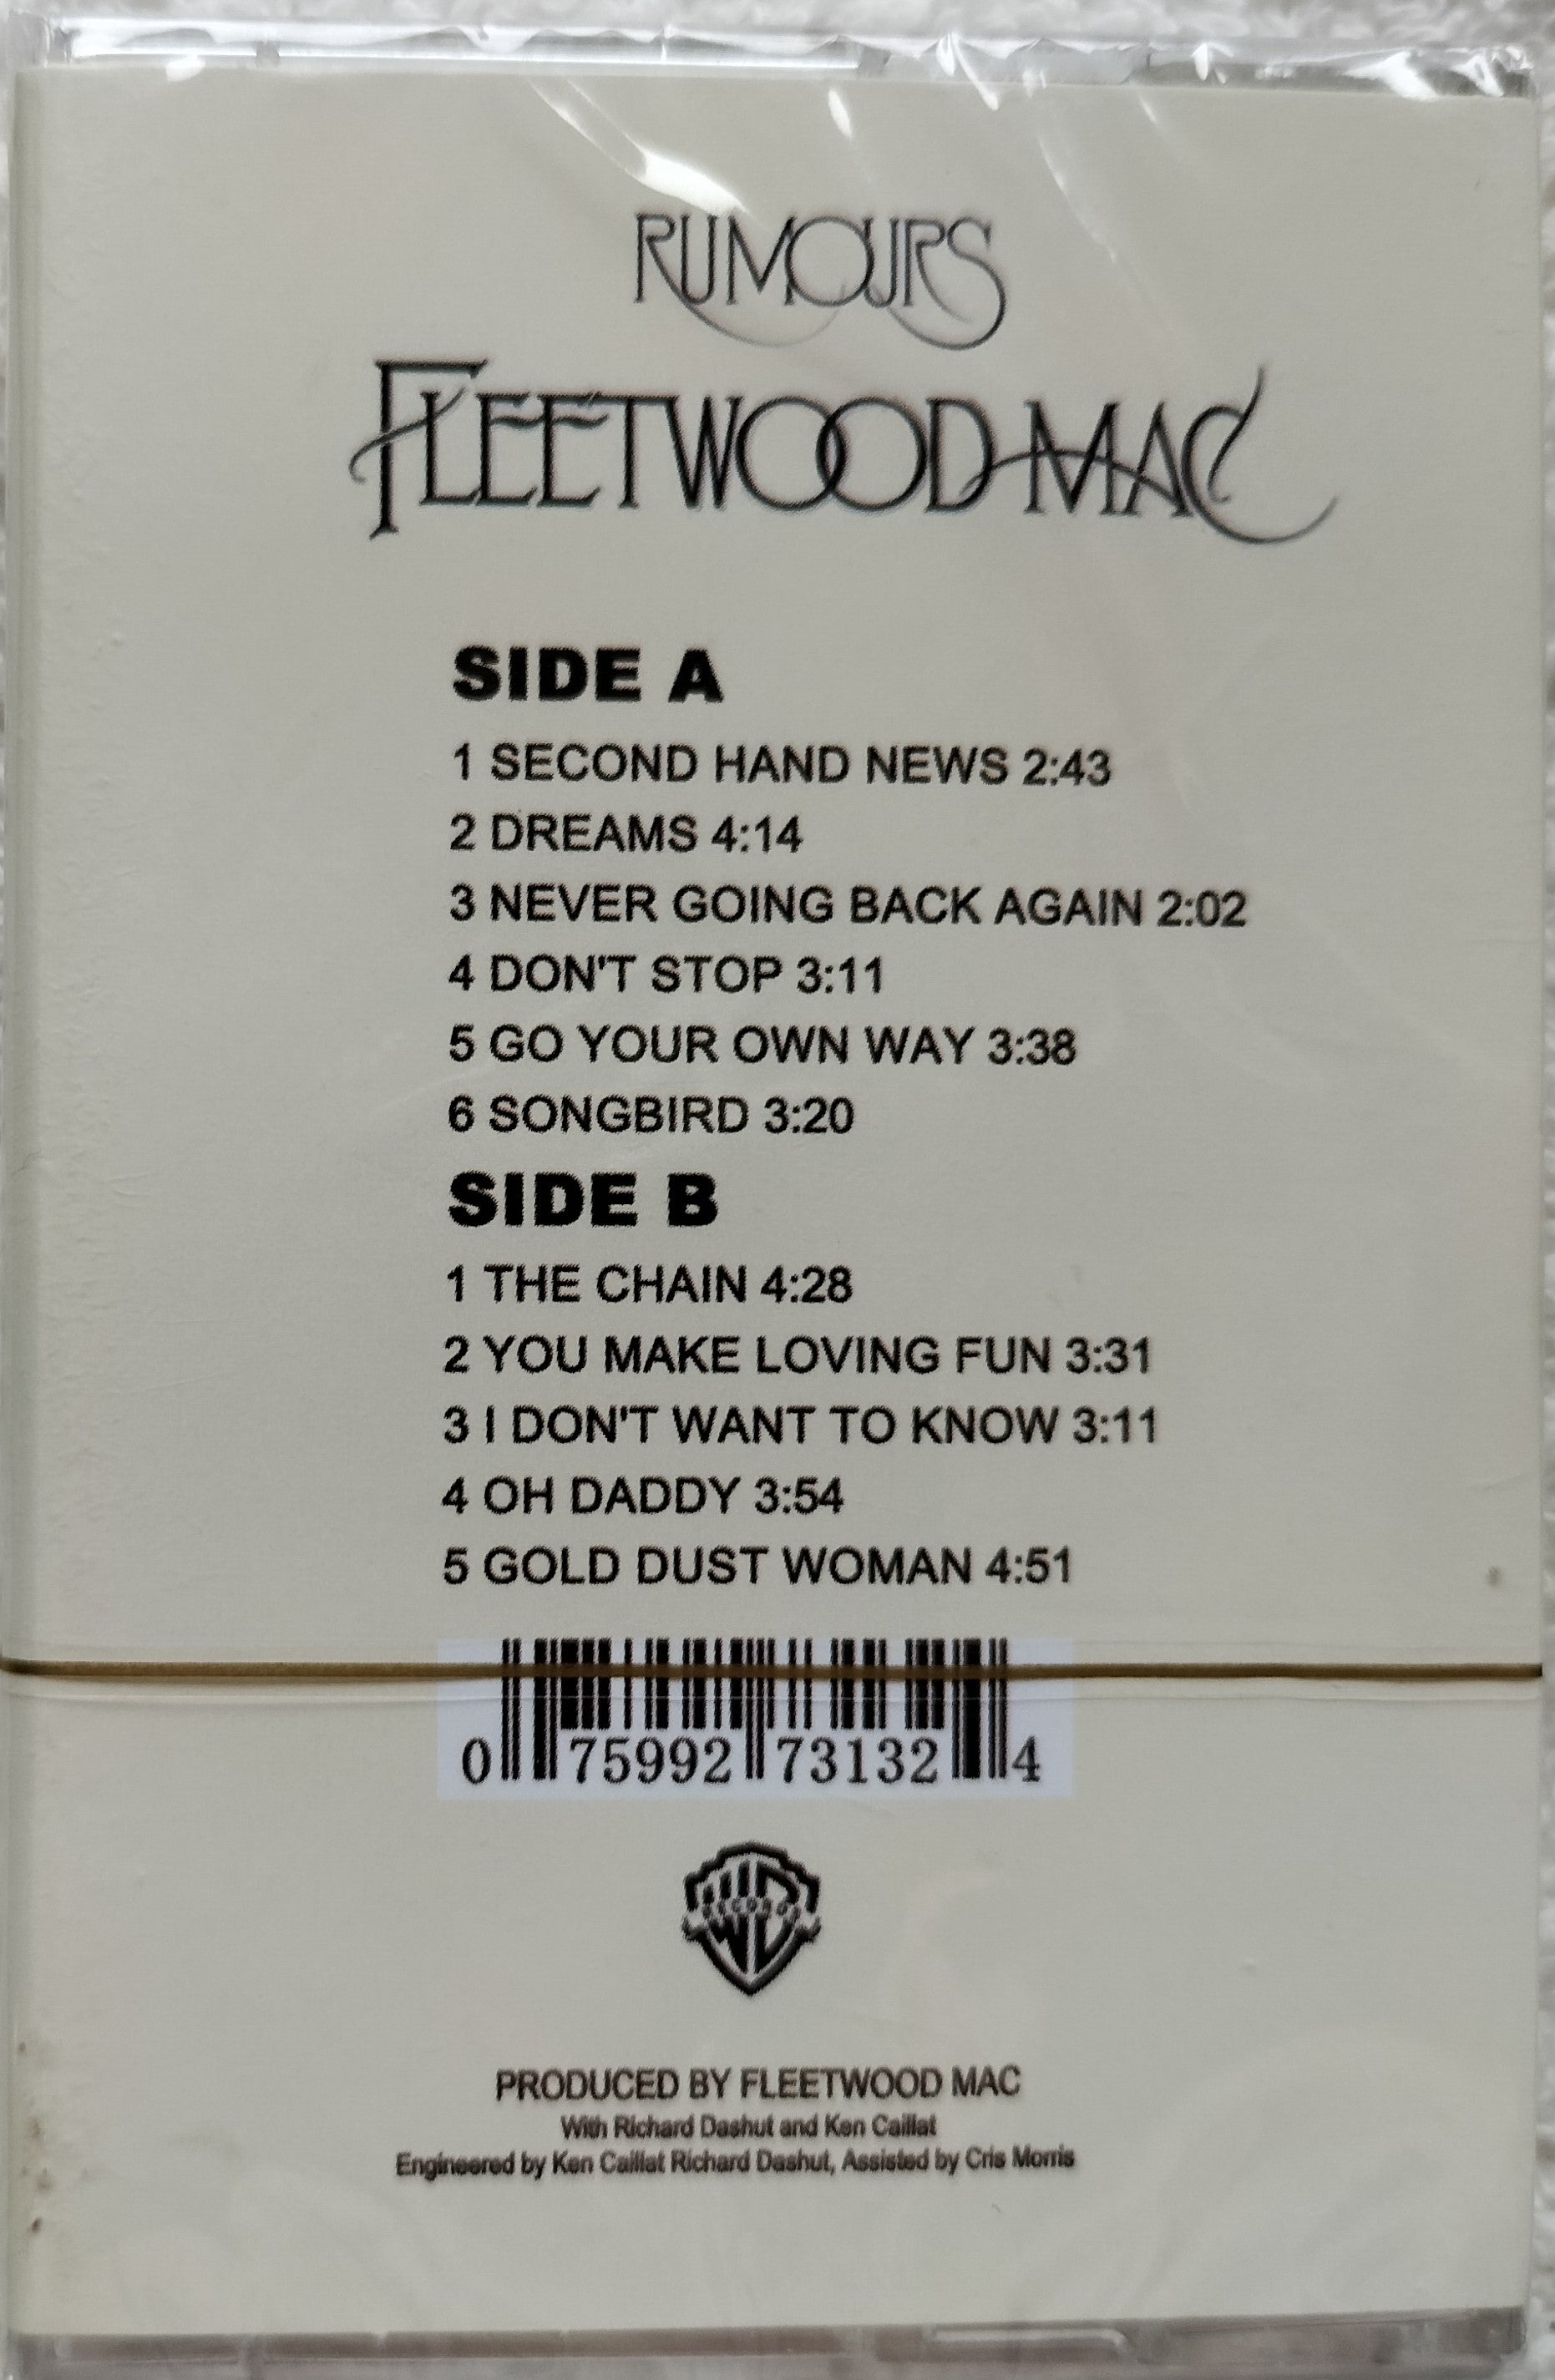 RUMOURS
FLEETWOOD MAC
SIDE A
1 SECOND HAND NEWS 2:43
2 DREAMS 4:14
3 NEVER GOING BACK AGAIN 2:02
4 DON'T STOP 3:11
5 GO YOUR OWN WAY 3:38
6 SONGBIRD 3:20
SIDE B
1 THE CHAIN 4:28
2 YOU MAKE LOVING FUN 3:31
3 I DON'T WANT TO KNOW 3:11
4 OH DADDY 3:54
5 GOLD DUST WOMAN 4:51
0 75992 73132 4
RECORDS
PRODUCED BY FLEETWOOD MAC
With Richard Dashut and Ken Caillat
Engineered by Ken Caillat Richard Dashut, Assisted by Cris Morris